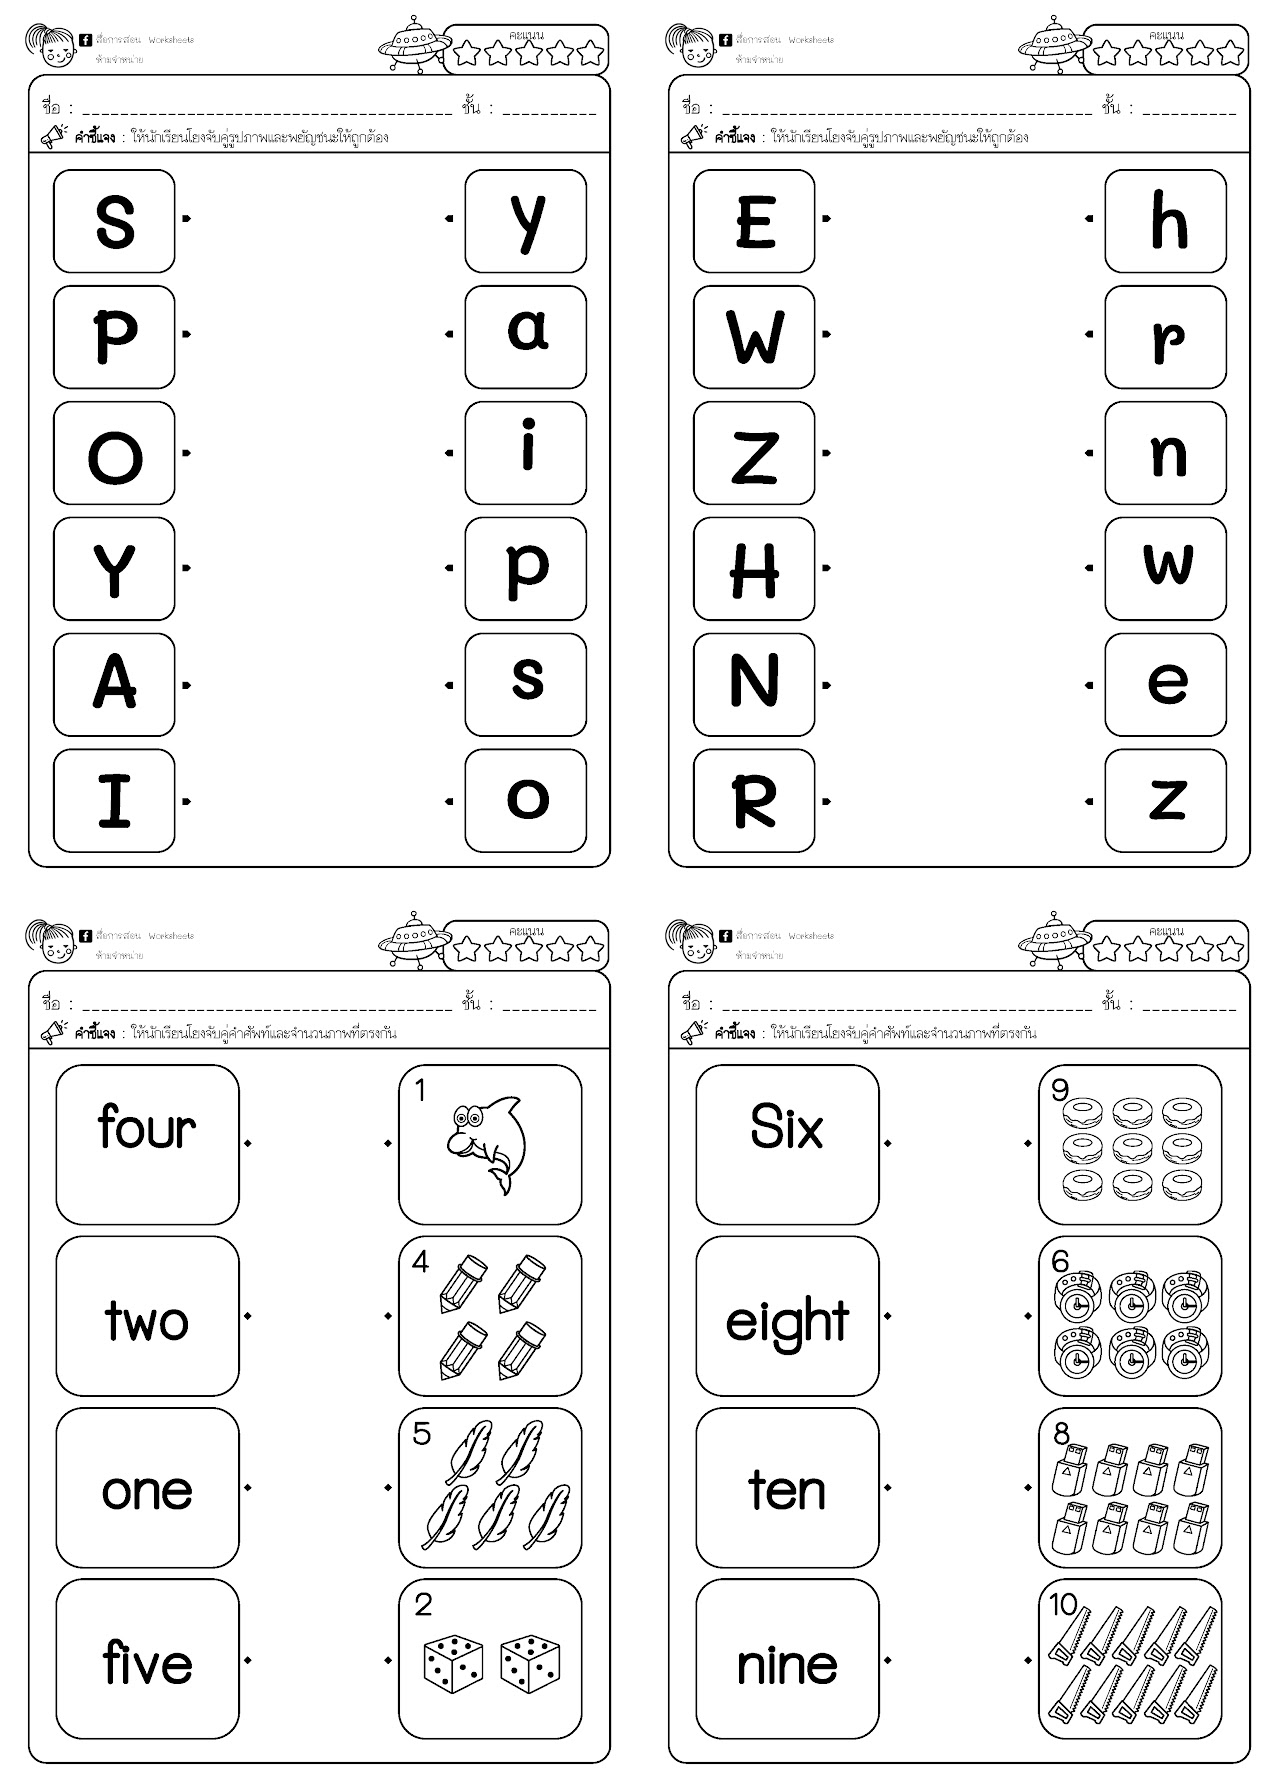 สื่อการสอน Worksheets
ห้ามจำหน่าย
คะแนน
ชื่อ : ชั้น :
คำชี้แจง : ให้นักเรียนโยงจับคู่รูปภาพและพยัญชนะให้ถูกต้อง
S y
P a
O i
Y p
A s
I o
สื่อการสอน Worksheets
ห้ามจำหน่าย
คะแนน
ชื่อ : ชั้น :
คำชี้แจง : ให้นักเรียนโยงจับคู่รูปภาพและพยัญชนะให้ถูกต้อง
E h
W r
Z n
H w
N e
R z
สื่อการสอน Worksheets
ห้ามจำหน่าย
คะแนน
ชื่อ : ชั้น :
คำชี้แจง : ให้นักเรียนโยงจับคู่คำศัพท์และจำนวนภาพที่ตรงกัน
four 1
two 4
one 5
five 2
สื่อการสอน Worksheets
ห้ามจำหน่าย
คะแนน
ชื่อ : ชั้น :
คำชี้แจง : ให้นักเรียนโยงจับคู่คำศัพท์และจำนวนภาพที่ตรงกัน
Six 9
eight 6
ten 8
nine 10